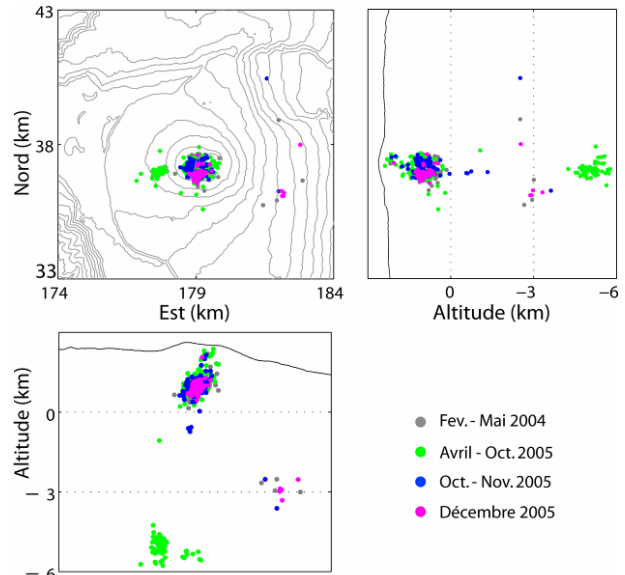 43
38
33
Nord (km)
174
179
184
Est (km)
0
−3
−6
Altitude (km)
Altitude (km)
0
− 3
− 6
Fev. - Mai 2004
Avril - Oct. 2005
Oct. - Nov. 2005
Décembre 2005